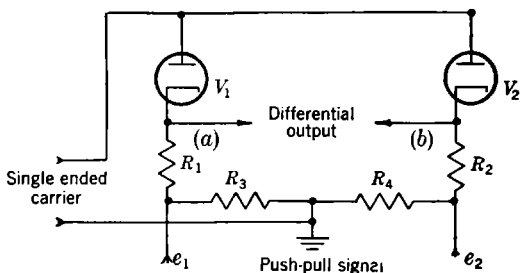 V1
V2
Differential
output
(a)
(b)
R1
R2
Single ended
carrier
R3
R4
e1
e2
Push-pull signal